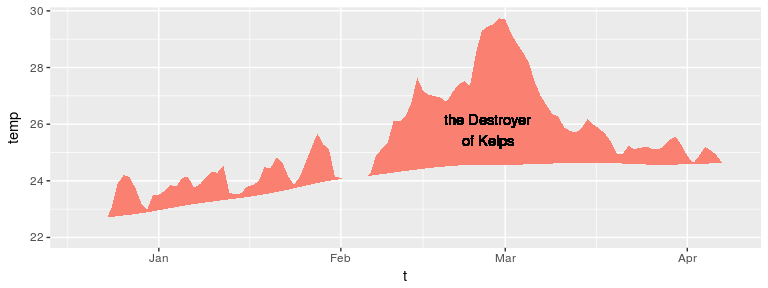 30
28
26
24
22
temp
the Destroyer
of Kelps
Jan
Feb
Mar
Apr
t